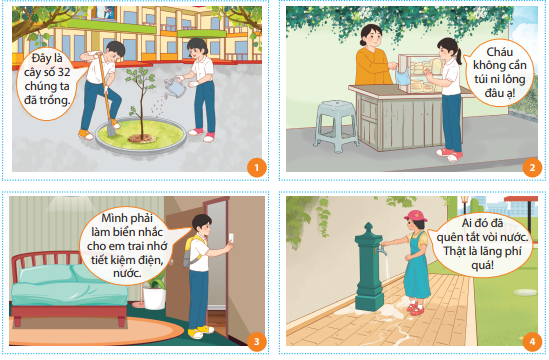 Đây là
cây số 32
chúng ta
đã trồng.
1
Cháu
không cần
túi ni lông
đâu ạ!
2
Mình phải
làm biển nhắc
cho em trai nhớ
tiết kiệm điện,
nước.
3
Ai đó đã
quên tắt vòi nước.
Thật là lãng phí
quá!
4